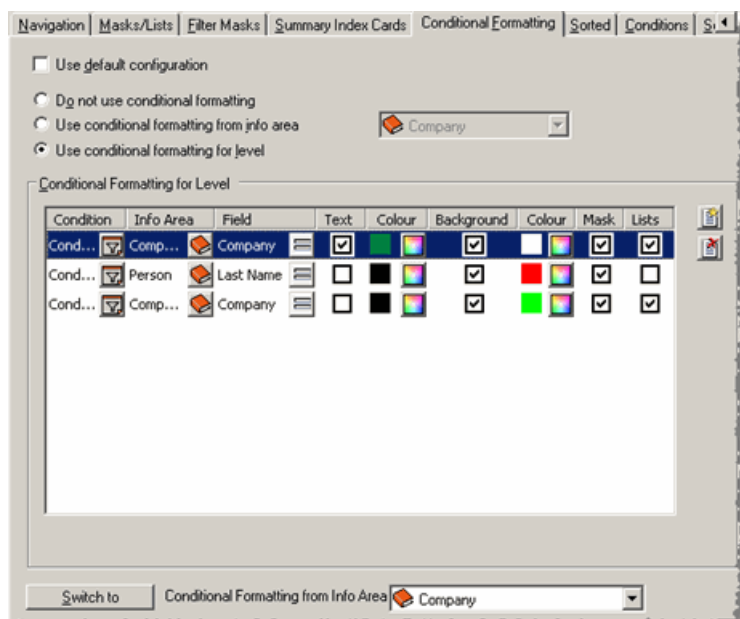 Navigation Masks/Lists Filter Masks Summary Index Cards Conditional Formatting Sorted Conditions
Use default configuration
Do not use conditional formatting
Use conditional formatting from info area Company
Use conditional formatting for level
Conditional Formatting for Level
Condition Info Area Field Text Colour Background Colour Mask Lists
Cond... Comp... Company
Cond... Person Last Name
Cond... Comp... Company
Switch to Conditional Formatting from Info Area Company